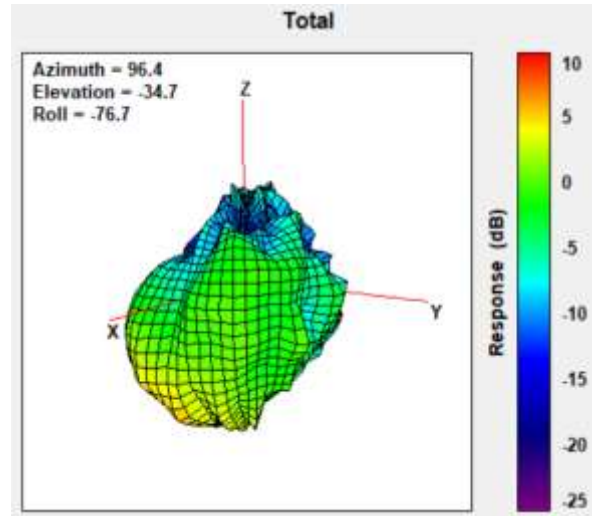 Total
Azimuth = 96.4
Elevation = -34.7
Roll = -76.7
Z
X
Y
Response (dB)
10
5
0
-5
-10
-15
-20
-25